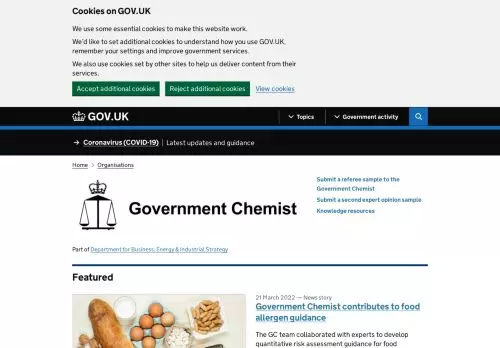 Cookies on GOV.UK
We use some essential cookies to make this website work.
We'd like to set additional cookies to understand how you use GOV.UK,
remember your settings and improve government services.
We also use cookies set by other sites to help us deliver content from their
services.
Accept additional cookies
Reject additional cookies
View cookies
GOV.UK
Topics
Government activity
Coronavirus (COVID-19)
Latest updates and guidance
Home
Organisations
Government Chemist
Submit a referee sample to the
Government Chemist
Submit a second expert opinion sample
Knowledge resources
Part of Department for Business, Energy & Industrial Strategy
Featured
21 March 2022 — News story
Government Chemist contributes to food
allergen guidance
The GC team collaborated with experts to develop
quantitative risk assessment guidance for food